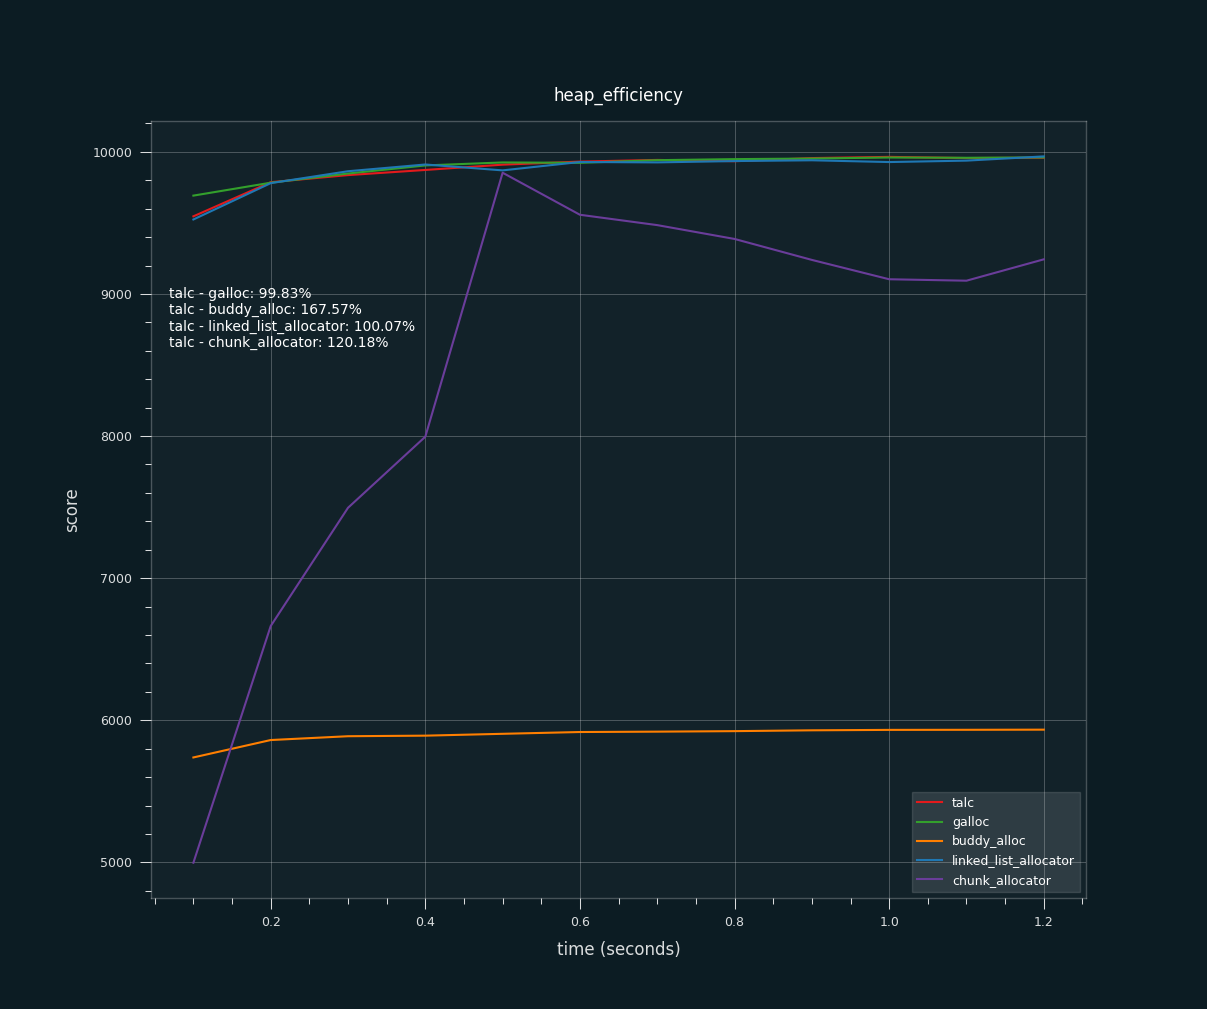 heap_efficiency
10000
9000
8000
7000
6000
5000
score
talc - galloc: 99.83%
talc - buddy_alloc: 167.57%
talc - linked_list_allocator: 100.07%
talc - chunk_allocator: 120.18%
talc
galloc
buddy_alloc
linked_list_allocator
chunk_allocator
0.2 0.4 0.6 0.8 1.0 1.2
time (seconds)